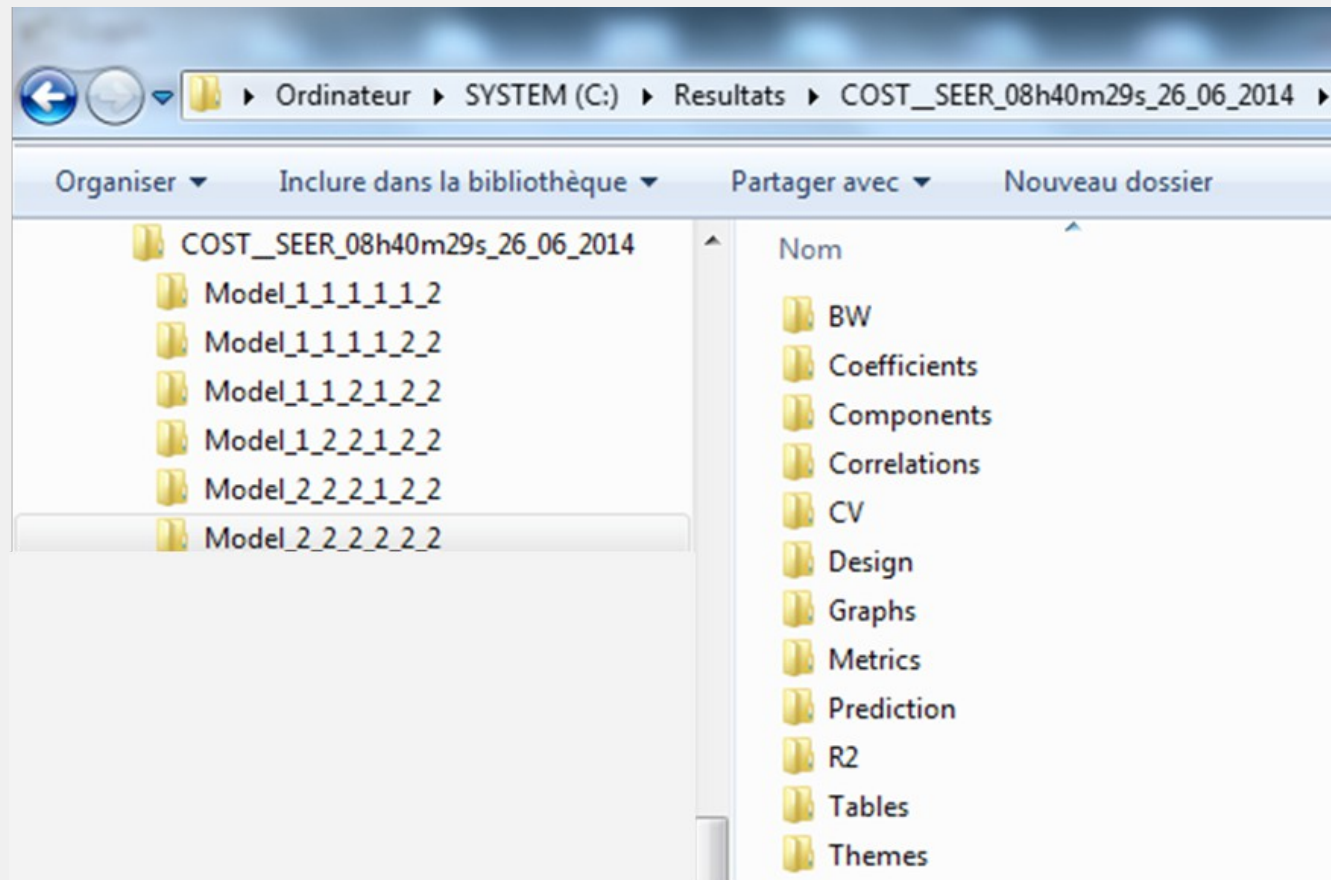 Ordinateur SYSTEM (C:) Resultats COST__SEER_08h40m29s_26_06_2014
Organiser Inclure dans la bibliothèque Partager avec Nouveau dossier
COST__SEER_08h40m29s_26_06_2014
Model_1_1_1_1_1_2
Model_1_1_1_1_2_2
Model_1_1_2_1_2_2
Model_1_2_2_1_2_2
Model_2_2_2_1_2_2
Model_2_2_2_2_2_2
Nom
BW
Coefficients
Components
Correlations
CV
Design
Graphs
Metrics
Prediction
R2
Tables
Themes